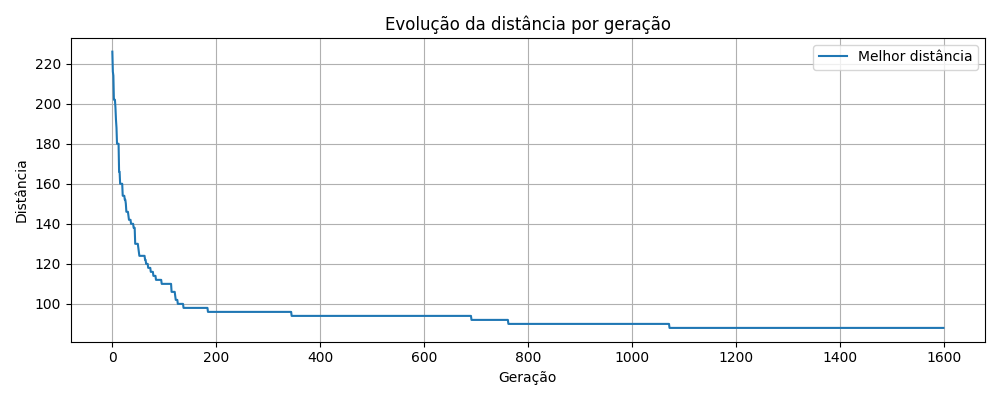 Evolução da distância por geração
Melhor distância
Distância
220
200
180
160
140
120
100
0 200 400 600 800 1000 1200 1400 1600
Geração